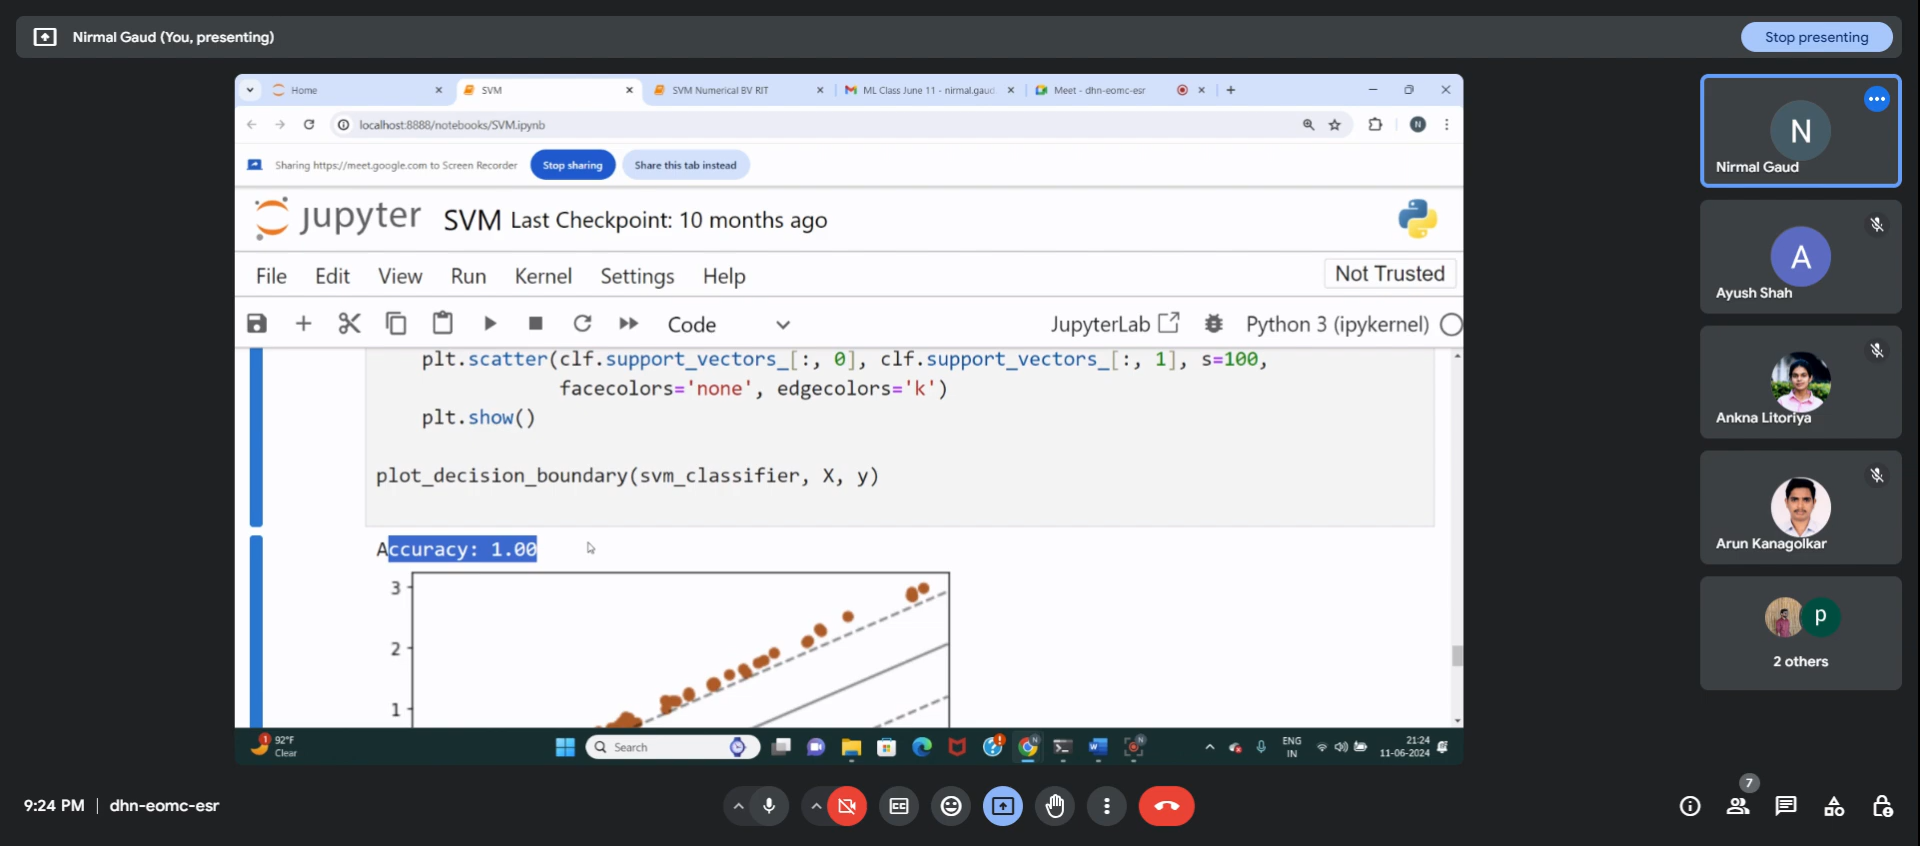 Nirmal Gaud (You, presenting)
Stop presenting
Home
SVM
SVM Numerical BV RIT
ML Class June 11 - nirmal.gaud.
Meet - dhn-eomc-esr
localhost:8888/notebooks/SVM.ipynb
N
Sharing https://meet.google.com to Screen Recorder
Stop sharing
Share this tab instead
jupyter
SVM Last Checkpoint: 10 months ago
File Edit View Run Kernel Settings Help
Not Trusted
Code
JupyterLab
Python 3 (ipykernel)
plt.scatter(clf.support_vectors_[:, 0], clf.support_vectors_[:, 1], s=100,
facecolors='none', edgecolors='k')
plt.show()
plot_decision_boundary(svm_classifier, X, y)
Accuracy: 1.00
3
2
1
1
92°F
Clear
Search
ENG
IN
21:24
11-06-2024
N
Nirmal Gaud
A
Ayush Shah
Ankna Litoriya
Arun Kanagolkar
p
2 others
9:24 PM | dhn-eomc-esr
7